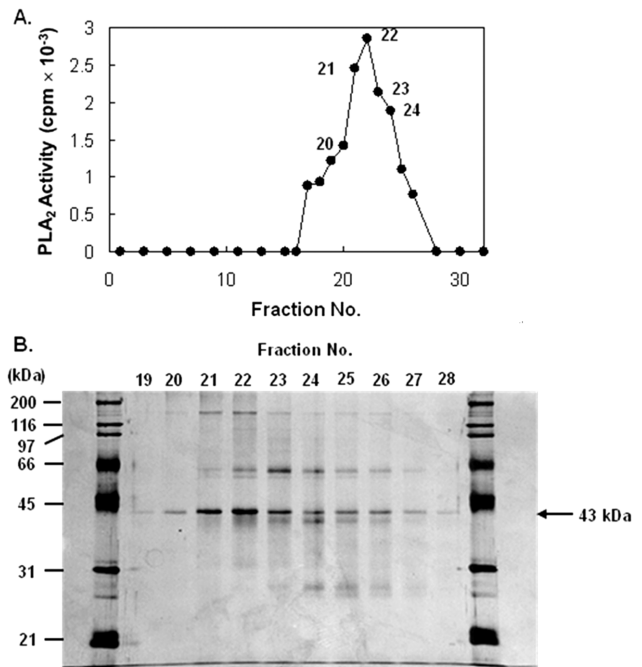 A.
PLA2 Activity (cpm × 10-3)
3
2.5
2
1.5
1
0.5
0
22
21
23
24
20
0 10 20 30
Fraction No.
B.
Fraction No.
(kDa) 19 20 21 22 23 24 25 26 27 28
200
116
97
66
45
43 kDa
31
21